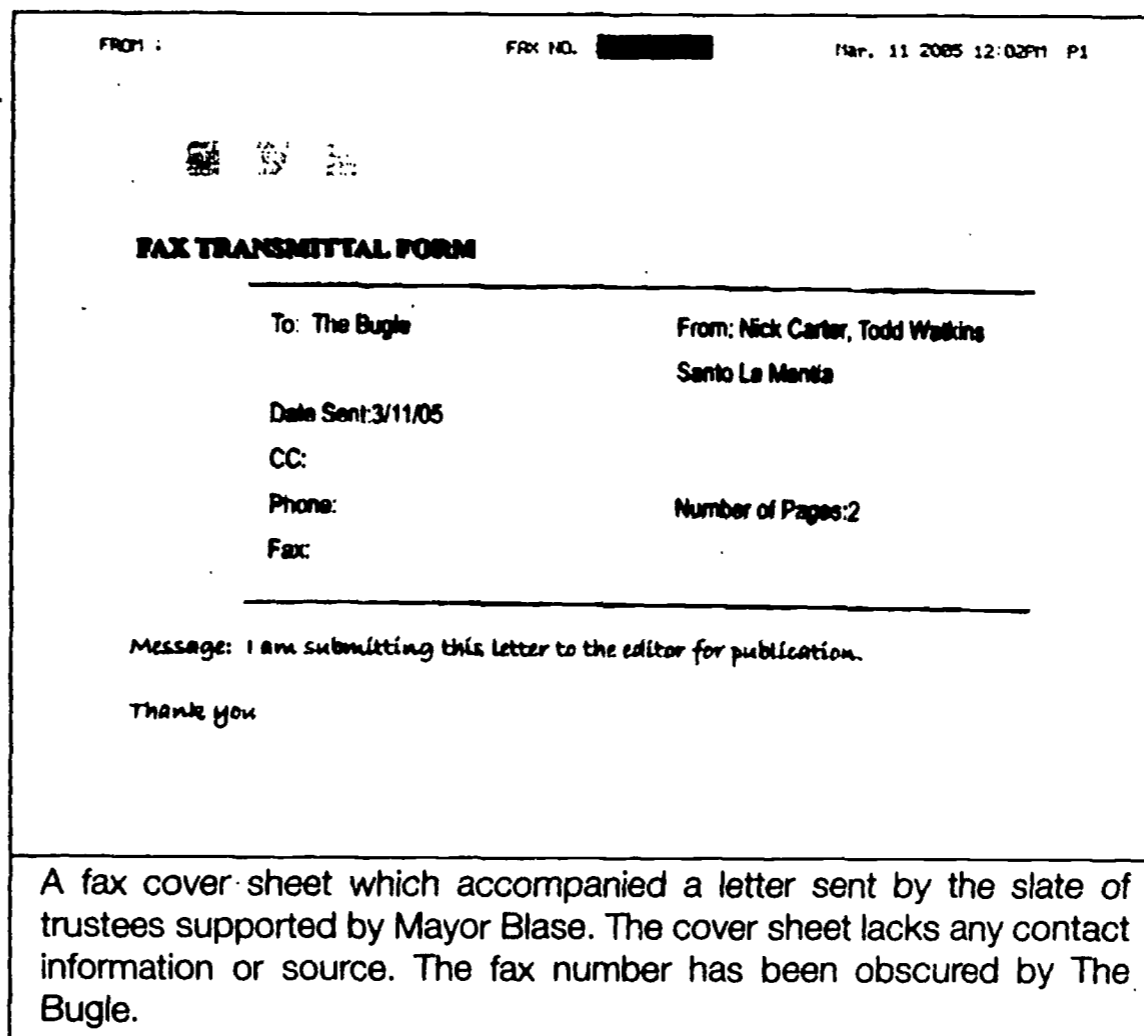 FROM :
FAX NO.
Mar. 11 2005 12:02PM P1
FAX TRANSMITTAL FORM
To: The Bugle
From: Nick Carter, Todd Watkins
Santo La Mantia
Date Sent:3/11/05
CC:
Phone:
Number of Pages:2
Fax:
Message: I am submitting this letter to the editor for publication.
Thank you
A fax cover sheet which accompanied a letter sent by the slate of
trustees supported by Mayor Blase. The cover sheet lacks any contact
information or source. The fax number has been obscured by The
Bugle.